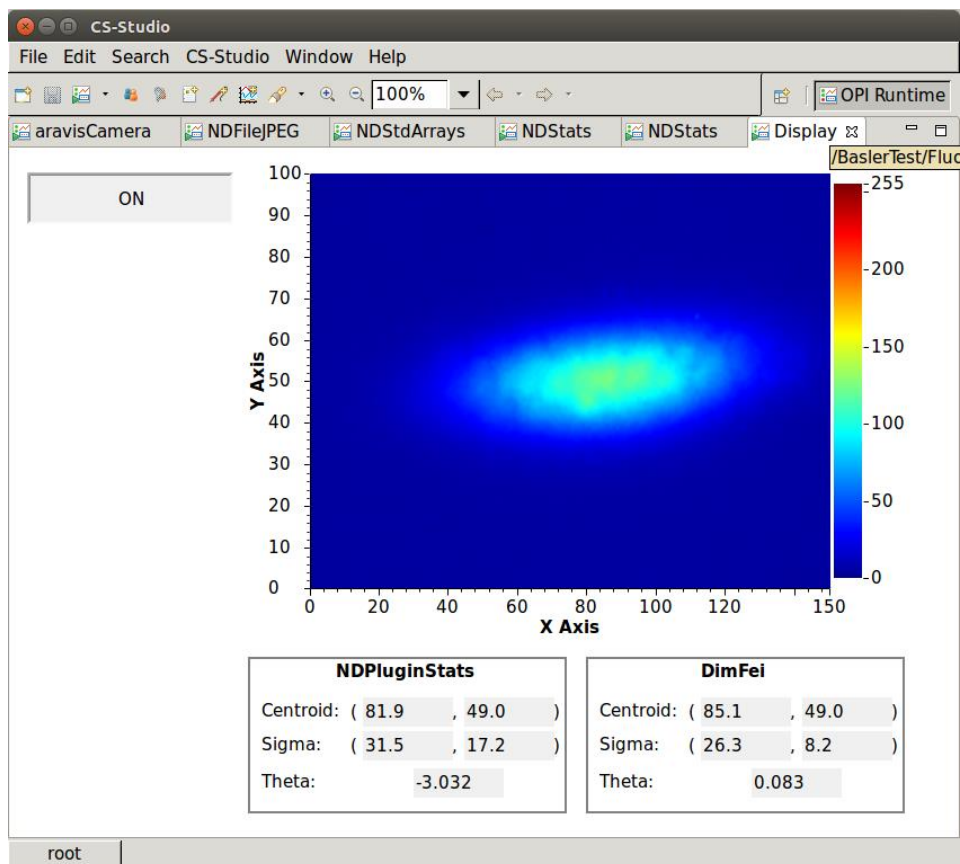 CS-Studio
File Edit Search CS-Studio Window Help
100%
OPI Runtime
aravisCamera NDFileJPEG NDStdArrays NDStats NDStats Display
/BaslerTest/Fluo
ON
100
90
80
70
60
50
40
30
20
10
0
Y Axis
0 20 40 60 80 100 120 150
X Axis
255
200
150
100
50
0
NDPluginStats
Centroid: ( 81.9 , 49.0 )
Sigma: ( 31.5 , 17.2 )
Theta: -3.032
DimFei
Centroid: ( 85.1 , 49.0 )
Sigma: ( 26.3 , 8.2 )
Theta: 0.083
root